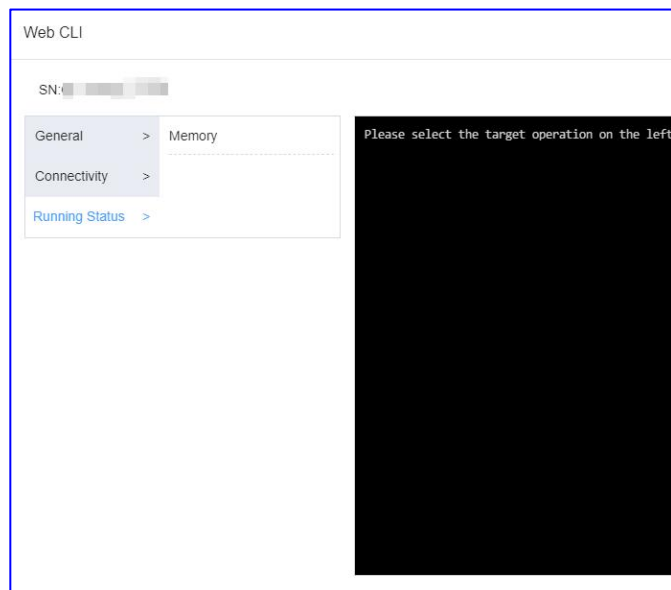 Web CLI
SN:
General >
Memory
Connectivity >
Running Status >
Please select the target operation on the left